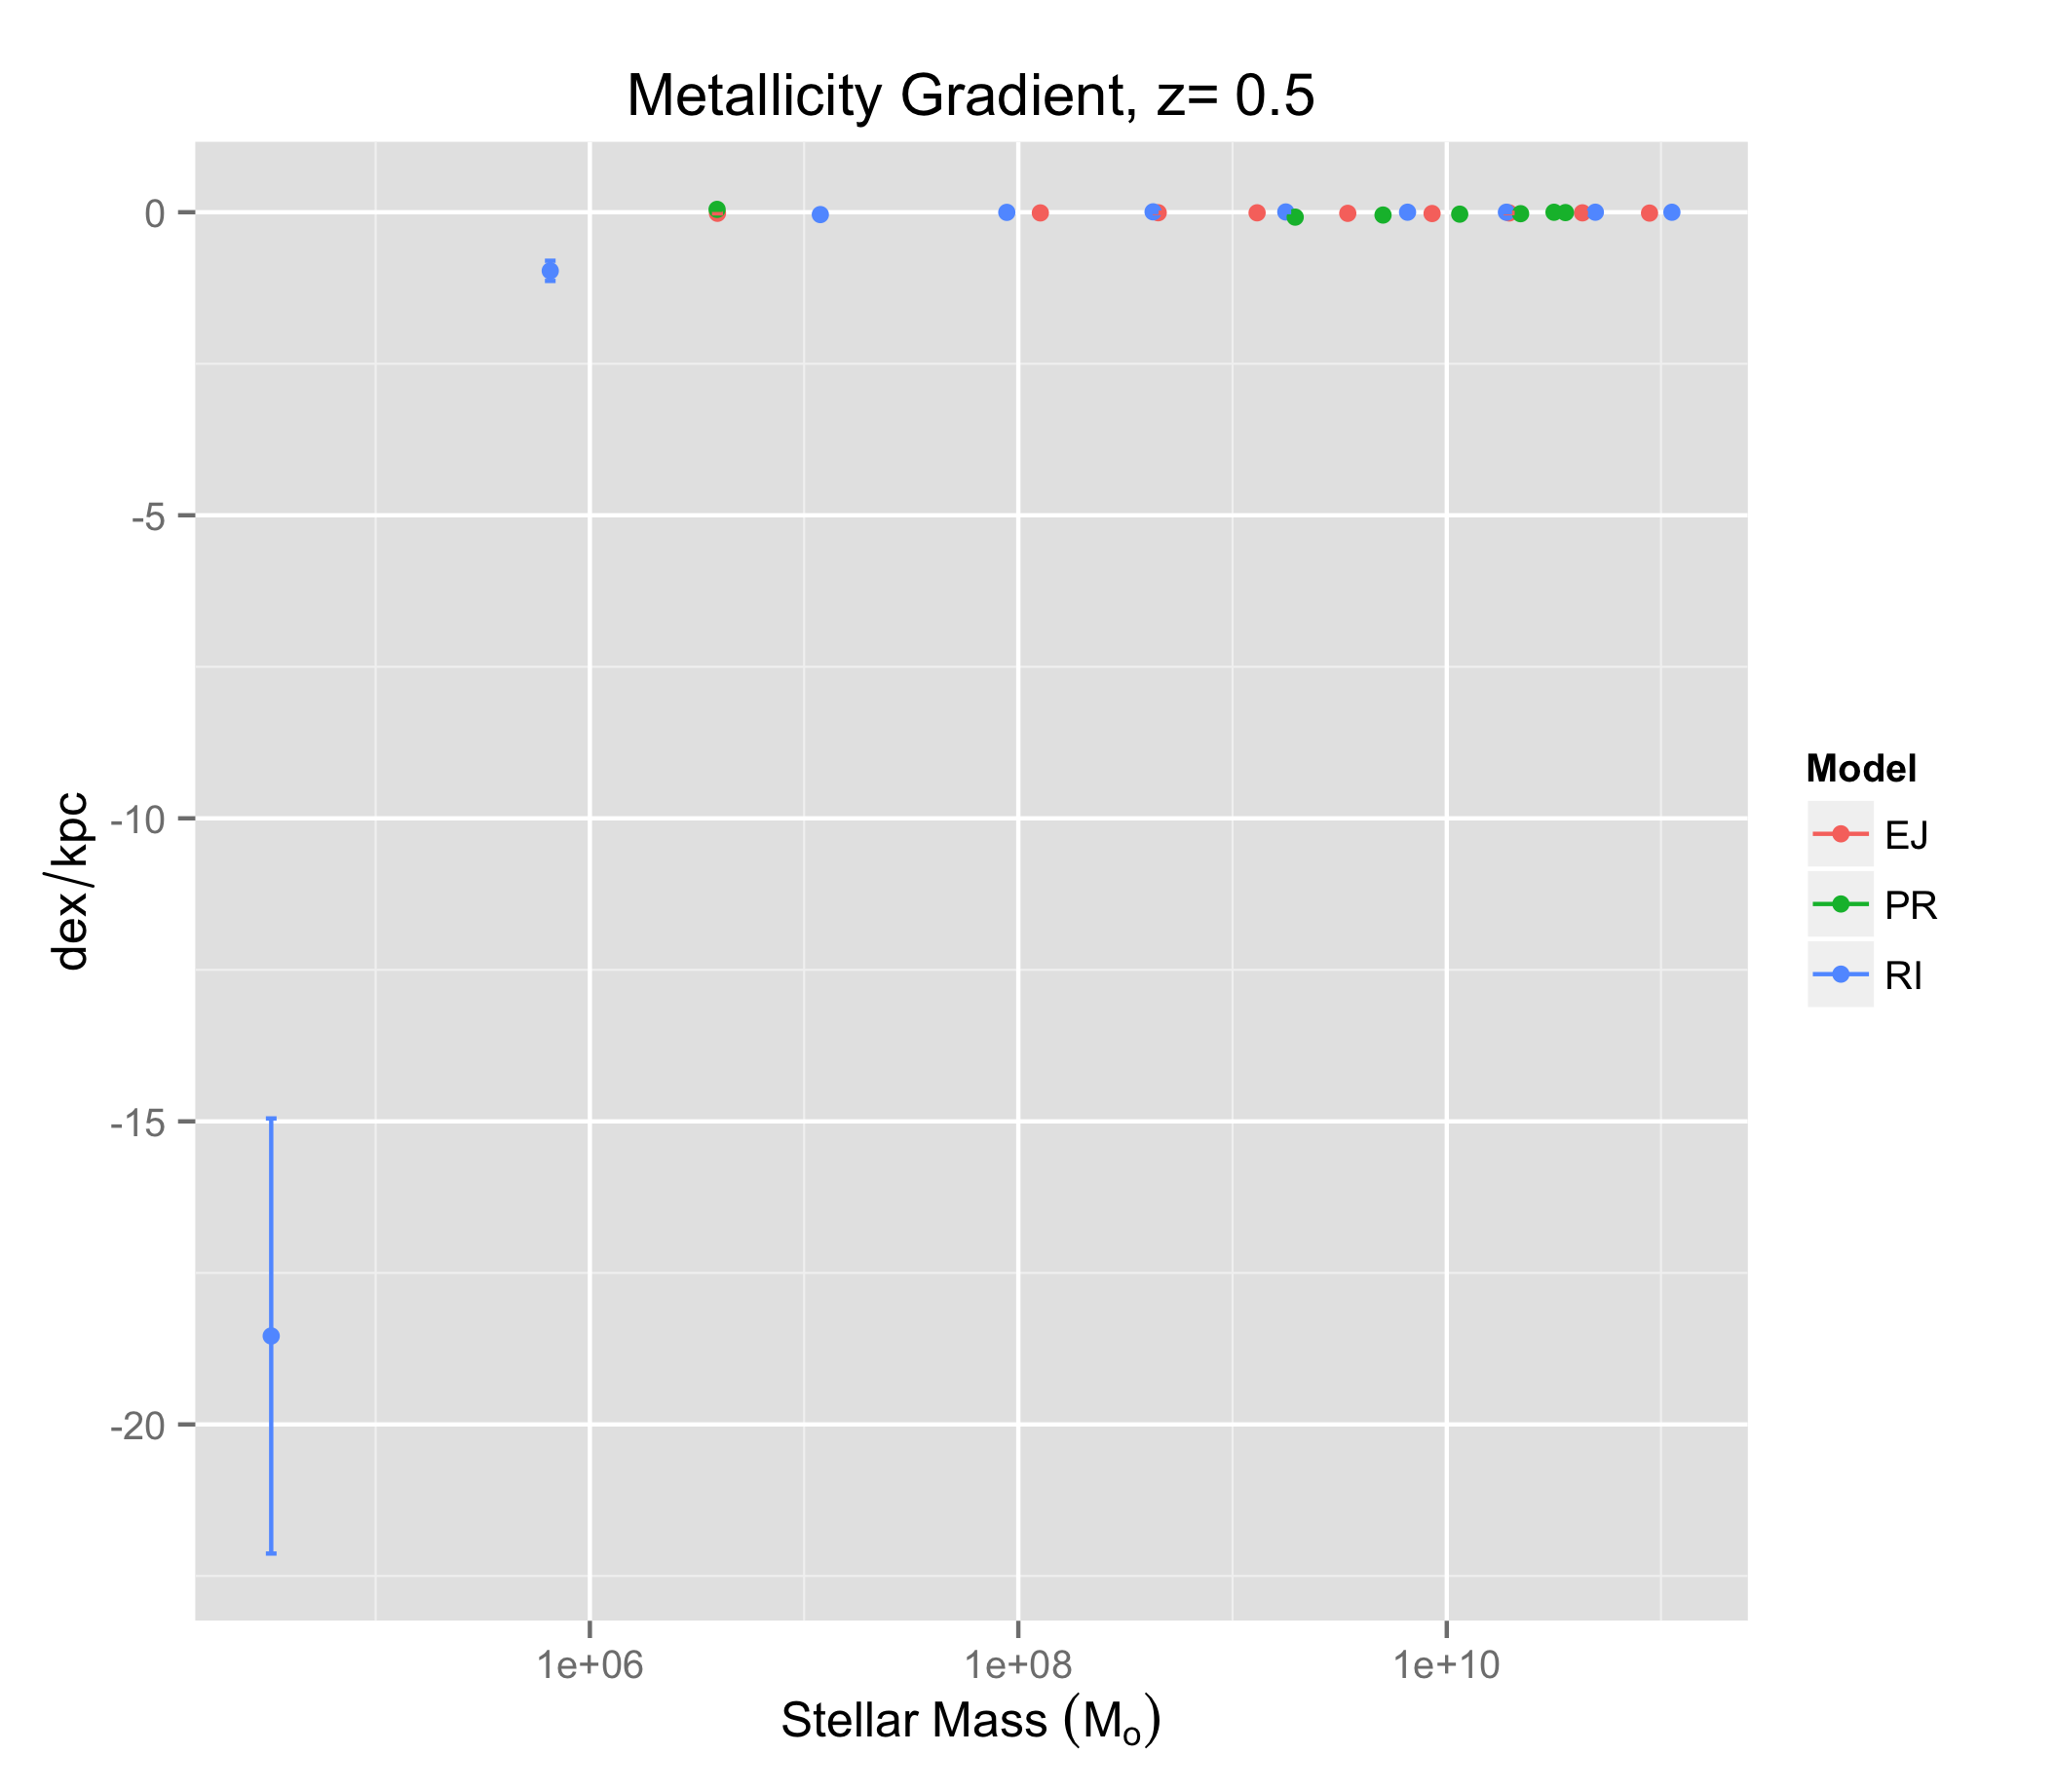 Metallicity Gradient, z= 0.5
0
-5
-10
-15
-20
dex/kpc
1e+06
1e+08
1e+10
Stellar Mass (Mo)
Model
EJ
PR
RI